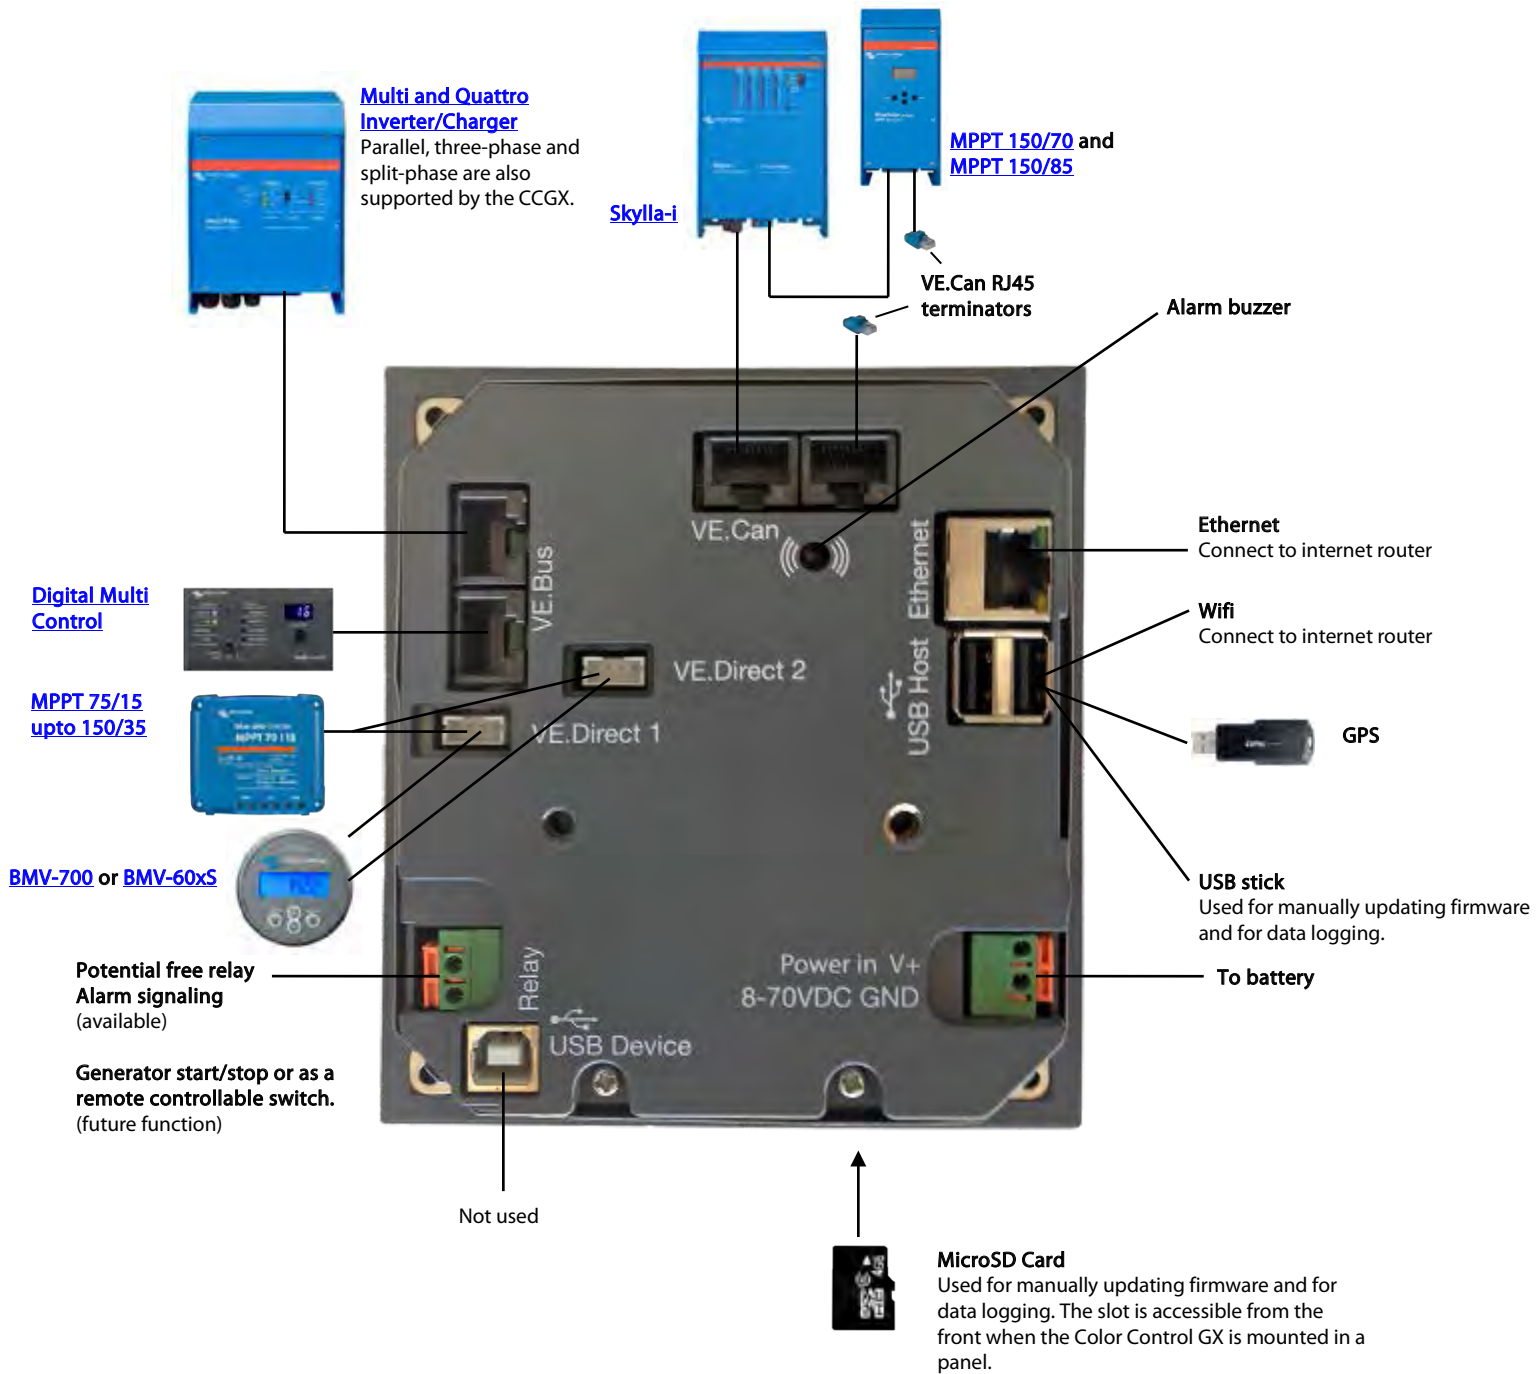 Multi and Quattro
Inverter/Charger
Parallel, three-phase and
split-phase are also
supported by the CCGX.
Skylla-i
MPPT 150/70 and
MPPT 150/85
VE.Can RJ45
terminators
Alarm buzzer
VE.Can
Ethernet
Ethernet
Connect to internet router
VE.Bus
Digital Multi
Control
Wifi
Connect to internet router
USB Host
VE.Direct 2
MPPT 75/15
upto 150/35
VE.Direct 1
GPS
BMV-700 or BMV-60xS
USB stick
Used for manually updating firmware
and for data logging.
Potential free relay
Alarm signaling
(available)
Relay
Power in V+
8-70VDC GND
To battery
USB Device
Generator start/stop or as a
remote controllable switch.
(future function)
Not used
MicroSD Card
Used for manually updating firmware and for
data logging. The slot is accessible from the
front when the Color Control GX is mounted in a
panel.